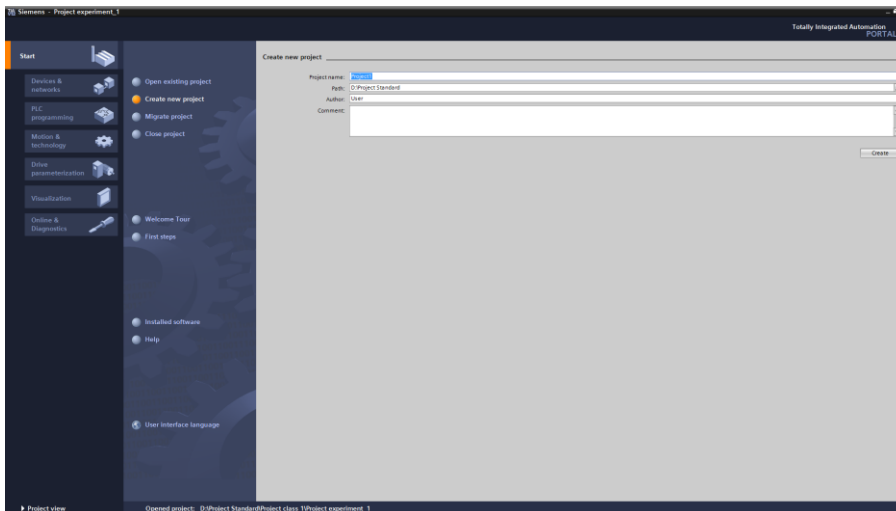 Siemens - Project experiment_1
Totally Integrated Automation
PORTAL
Start
Devices &
networks
PLC
programming
Motion &
technology
Drive
parameterization
Visualization
Online &
Diagnostics
Open existing project
Create new project
Migrate project
Close project
Welcome Tour
First steps
Installed software
Help
User interface language
Create new project
Project name: Project1
Path: D:\Project Standard
Author: User
Comment:
Create
Project view
Opened project: D:\Project Standard\Project class 1\Project experiment_1